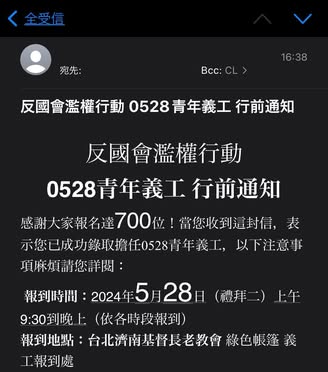 全受信
16:38
宛先:
Bcc: CL
反國會濫權行動 0528青年義工 行前通知
反國會濫權行動
0528青年義工 行前通知
感謝大家報名達700位！當您收到這封信，表
示您已成功錄取擔任0528青年義工，以下注意事
項麻煩請您詳閱：
報到時間：2024年5月28日（禮拜二）上午
9:30到晚上（依各時段報到）
報到地點：台北濟南基督長老教會 綠色帳篷 義
工報到處